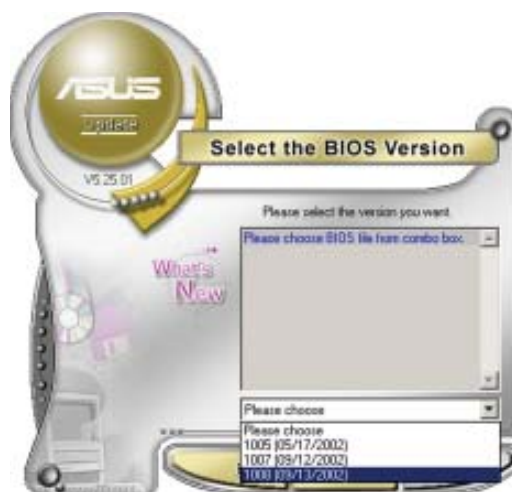 ASUS
Update
V5.25.01
Select the BIOS Version
Please select the version you want.
Please choose BIOS file from combo box.
What's
New
Please choose
Please choose
1005 (05/17/2002)
1007 (09/12/2002)
1008 (09/13/2002)